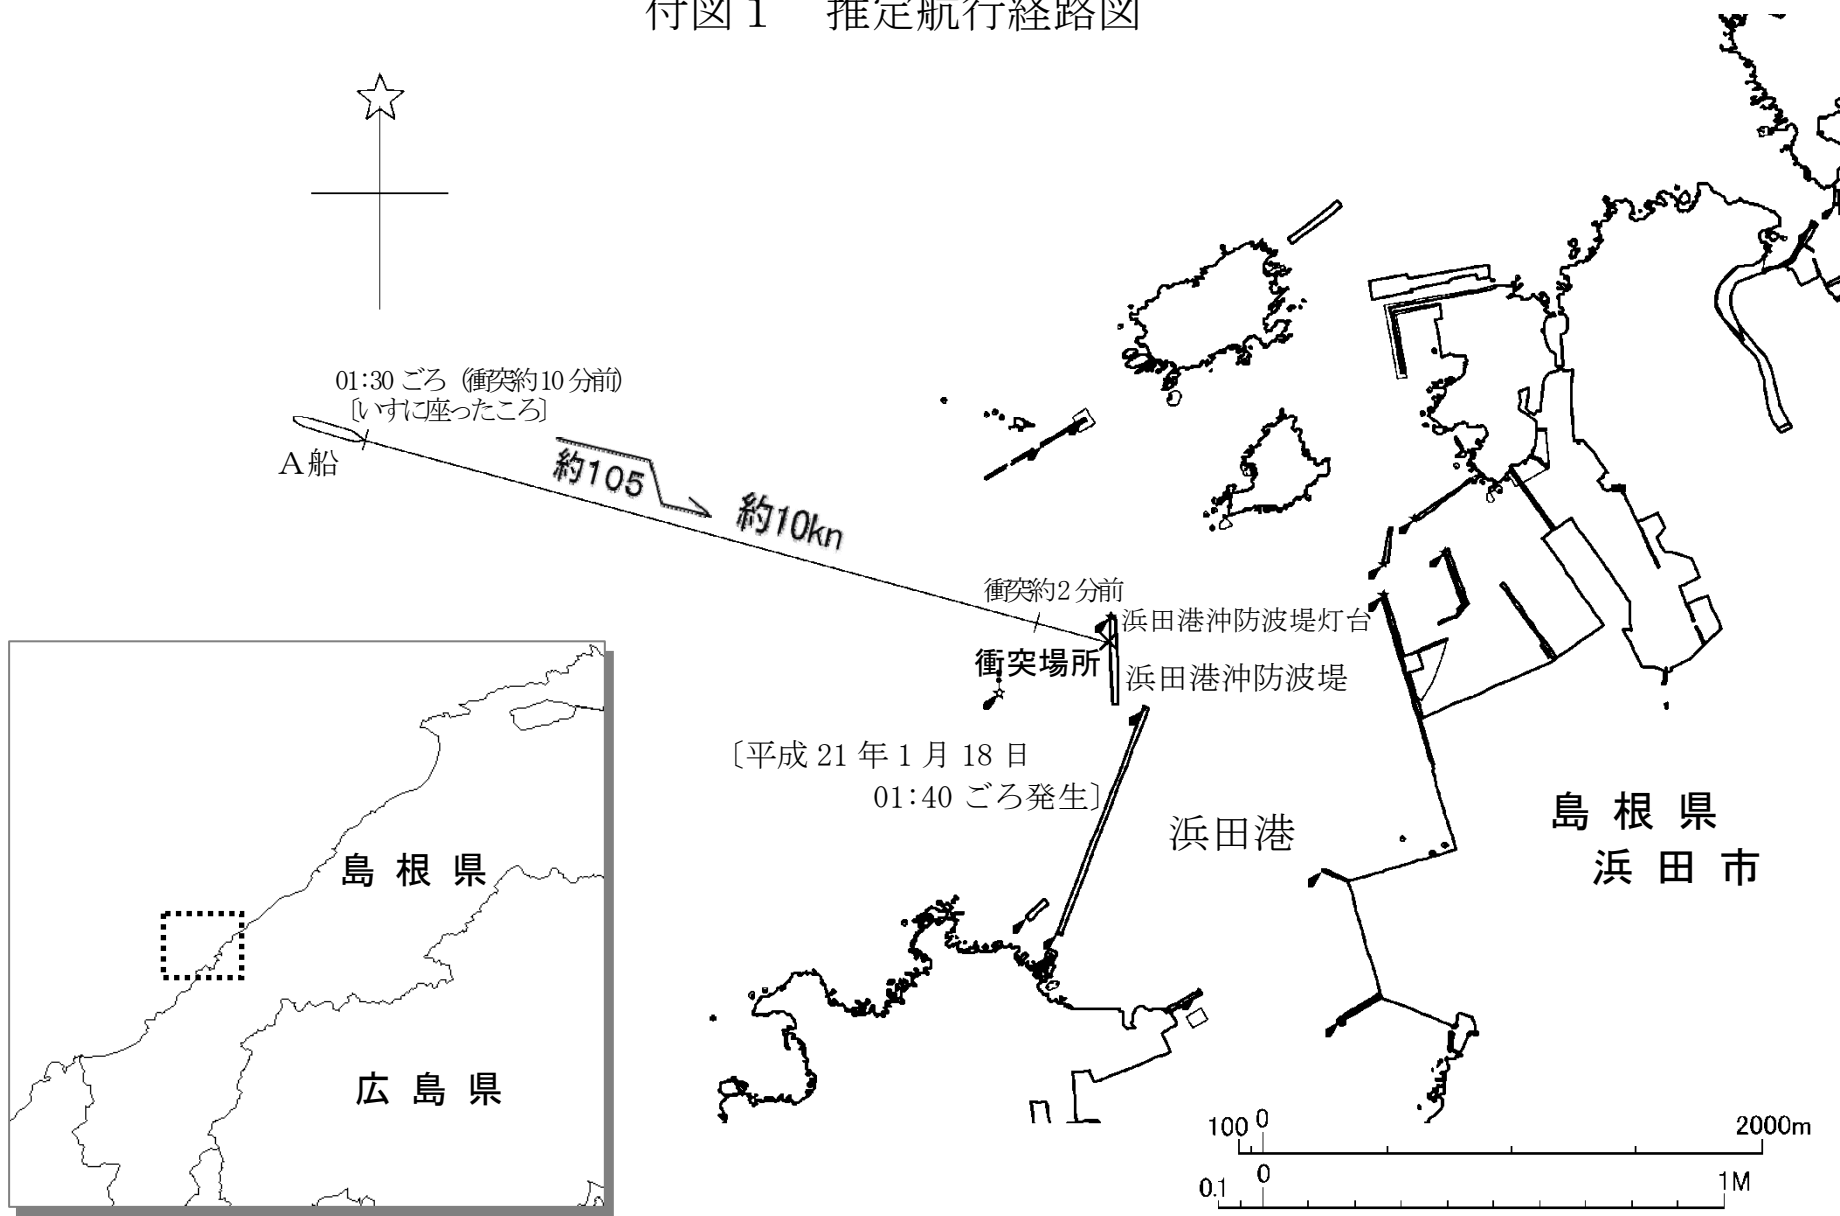 付図１　推定航行経路図
01:30 ごろ（衝突約10分前）
〔いすに座ったころ〕
A船
約105
約10kn
衝突約2分前
浜田港沖防波堤灯台
衝突場所
浜田港沖防波堤
〔平成 21 年 1 月 18 日
01:40 ごろ発生〕
浜田港
島根県
浜田市
島根県
広島県
100 0 2000m
0.1 0 1M